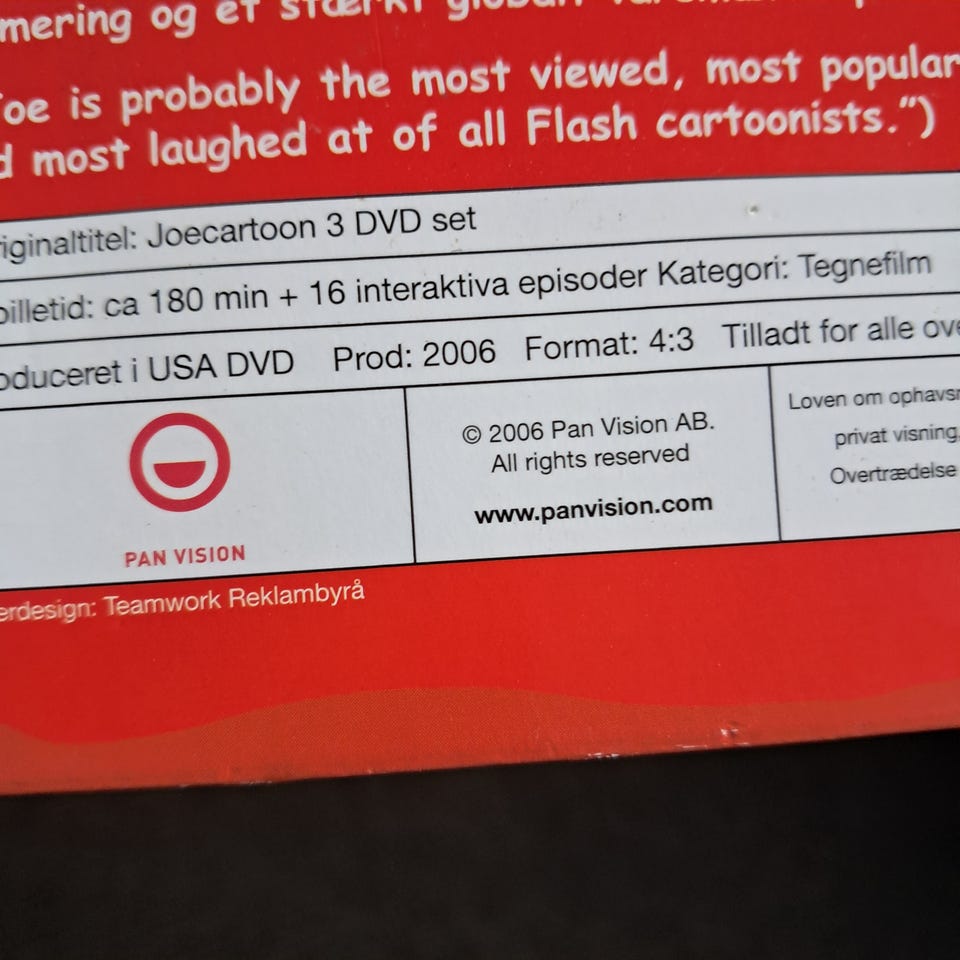 mering og et stærkt globalt
oe is probably the most viewed, most popular
d most laughed at of all Flash cartoonists.")
iginaltitel: Joecartoon 3 DVD set
illetid: ca 180 min + 16 interaktiva episoder Kategori: Tegnefilm
oduceret i USA DVD Prod: 2006 Format: 4:3 Tilladt for alle ove
PAN VISION
© 2006 Pan Vision AB.
All rights reserved
www.panvision.com
Loven om ophavsr
privat visning,
Overtrædelse
erdesign: Teamwork Reklambyrå